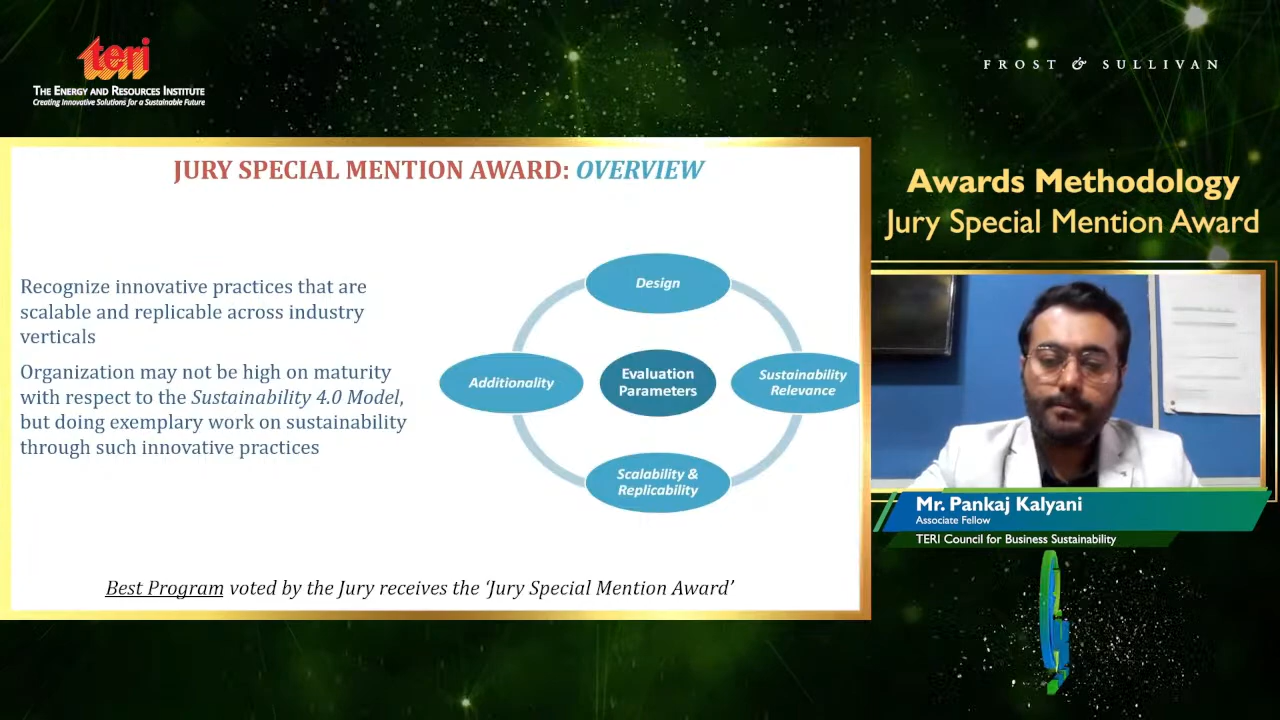 teri
THE ENERGY AND RESOURCES INSTITUTE
Creating Innovative Solutions for a Sustainable Future
FROST & SULLIVAN
JURY SPECIAL MENTION AWARD: OVERVIEW
Recognize innovative practices that are
scalable and replicable across industry
verticals
Organization may not be high on maturity
with respect to the Sustainability 4.0 Model,
but doing exemplary work on sustainability
through such innovative practices
Design
Additionality
Evaluation
Parameters
Sustainability
Relevance
Scalability &
Replicability
Best Program voted by the Jury receives the ‘Jury Special Mention Award’
Awards Methodology
Jury Special Mention Award
Mr. Pankaj Kalyani
Associate Fellow
TERI Council for Business Sustainability